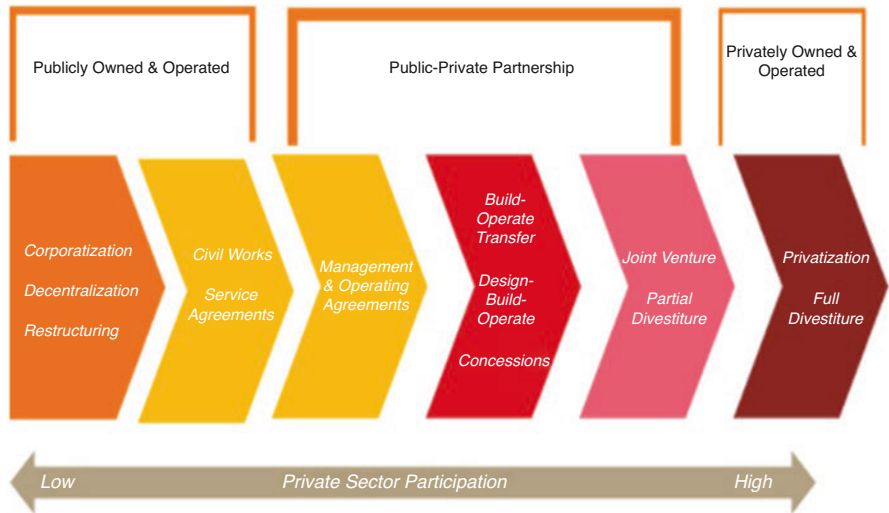 Publicly Owned & Operated
Public-Private Partnership
Privately Owned &
Operated
Corporatization
Decentralization
Restructuring
Civil Works
Service
Agreements
Management
& Operating
Agreements
Build-
Operate
Transfer
Design-
Build-
Operate
Concessions
Joint Venture
Partial
Divestiture
Privatization
Full
Divestiture
Low
Private Sector Participation
High